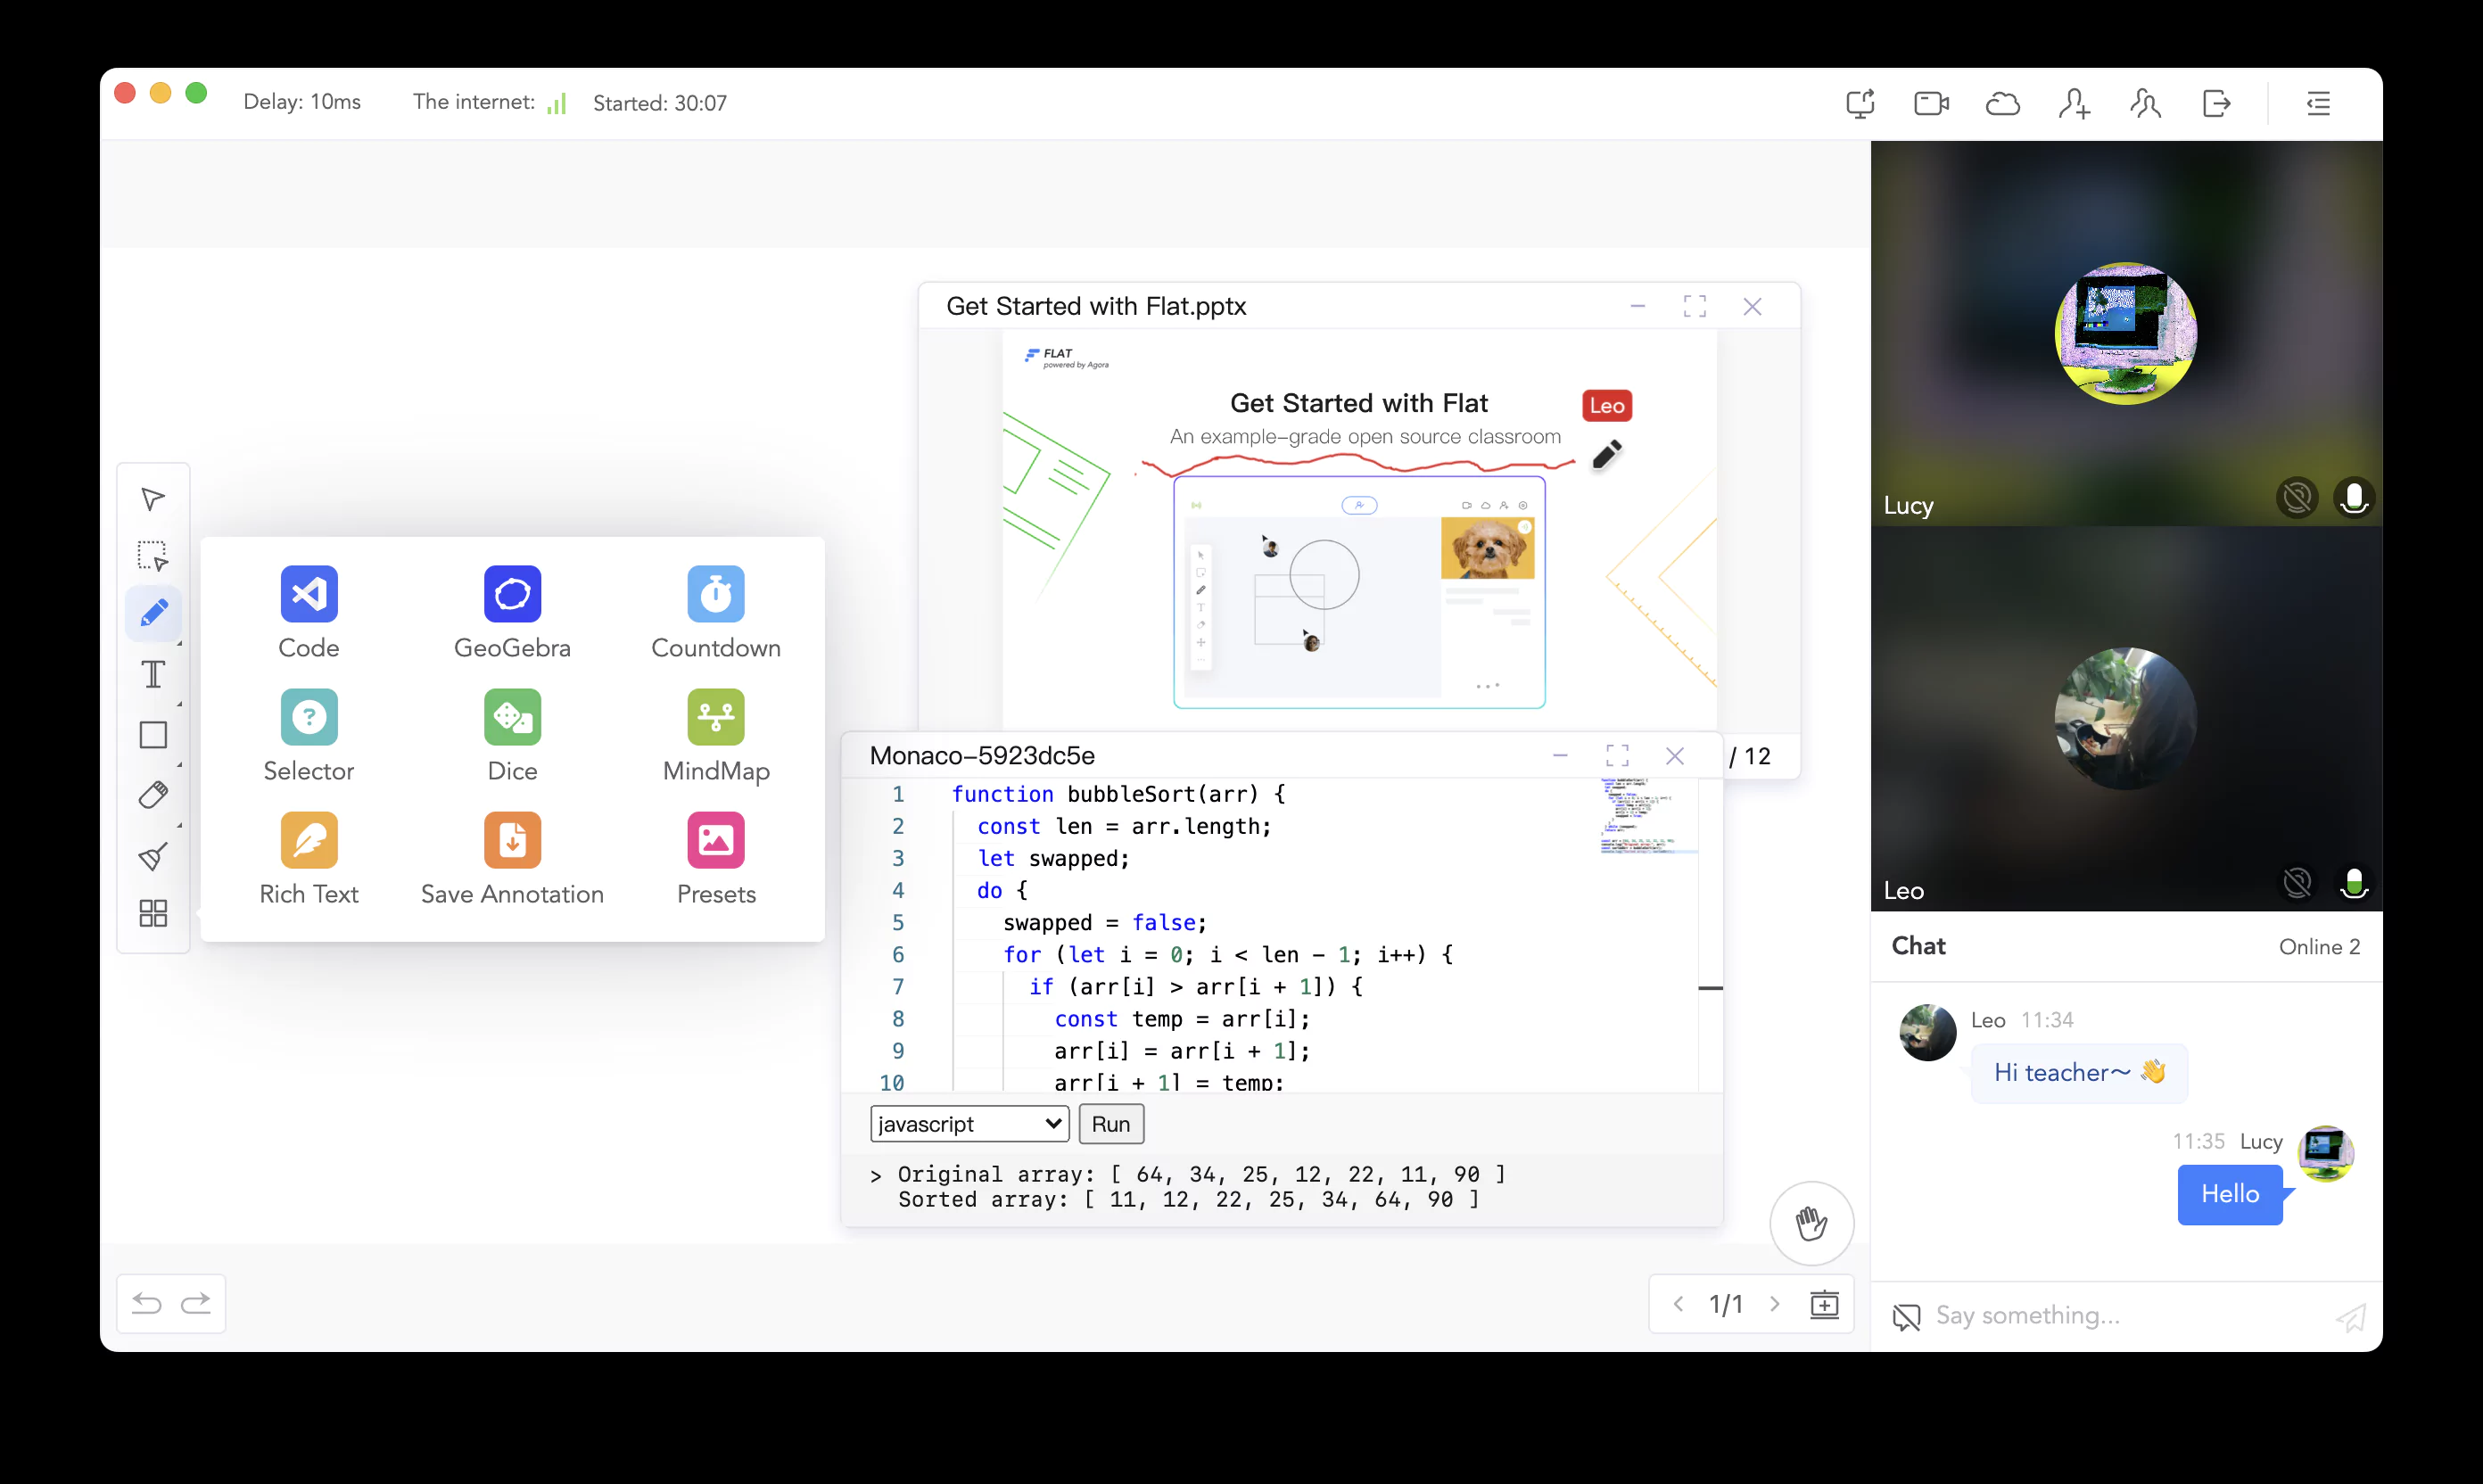 Delay: 10ms
The internet:
Started: 30:07
Get Started with Flat.pptx
FLAT
powered by Agora
Get Started with Flat
Leo
An example-grade open source classroom
Code
GeoGebra
Countdown
Selector
Dice
MindMap
Rich Text
Save Annotation
Presets
/ 12
Monaco-5923dc5e
1 function bubbleSort(arr) {
2 const len = arr.length;
3 let swapped;
4 do {
5 swapped = false;
6 for (let i = 0; i < len - 1; i++) {
7 if (arr[i] > arr[i + 1]) {
8 const temp = arr[i];
9 arr[i] = arr[i + 1];
10 arr[i + 1] = temp;
javascript
Run
> Original array: [ 64, 34, 25, 12, 22, 11, 90 ]
Sorted array: [ 11, 12, 22, 25, 34, 64, 90 ]
1/1
Lucy
Leo
Chat
Online 2
Leo 11:34
Hi teacher～ 👋
11:35 Lucy
Hello
Say something...